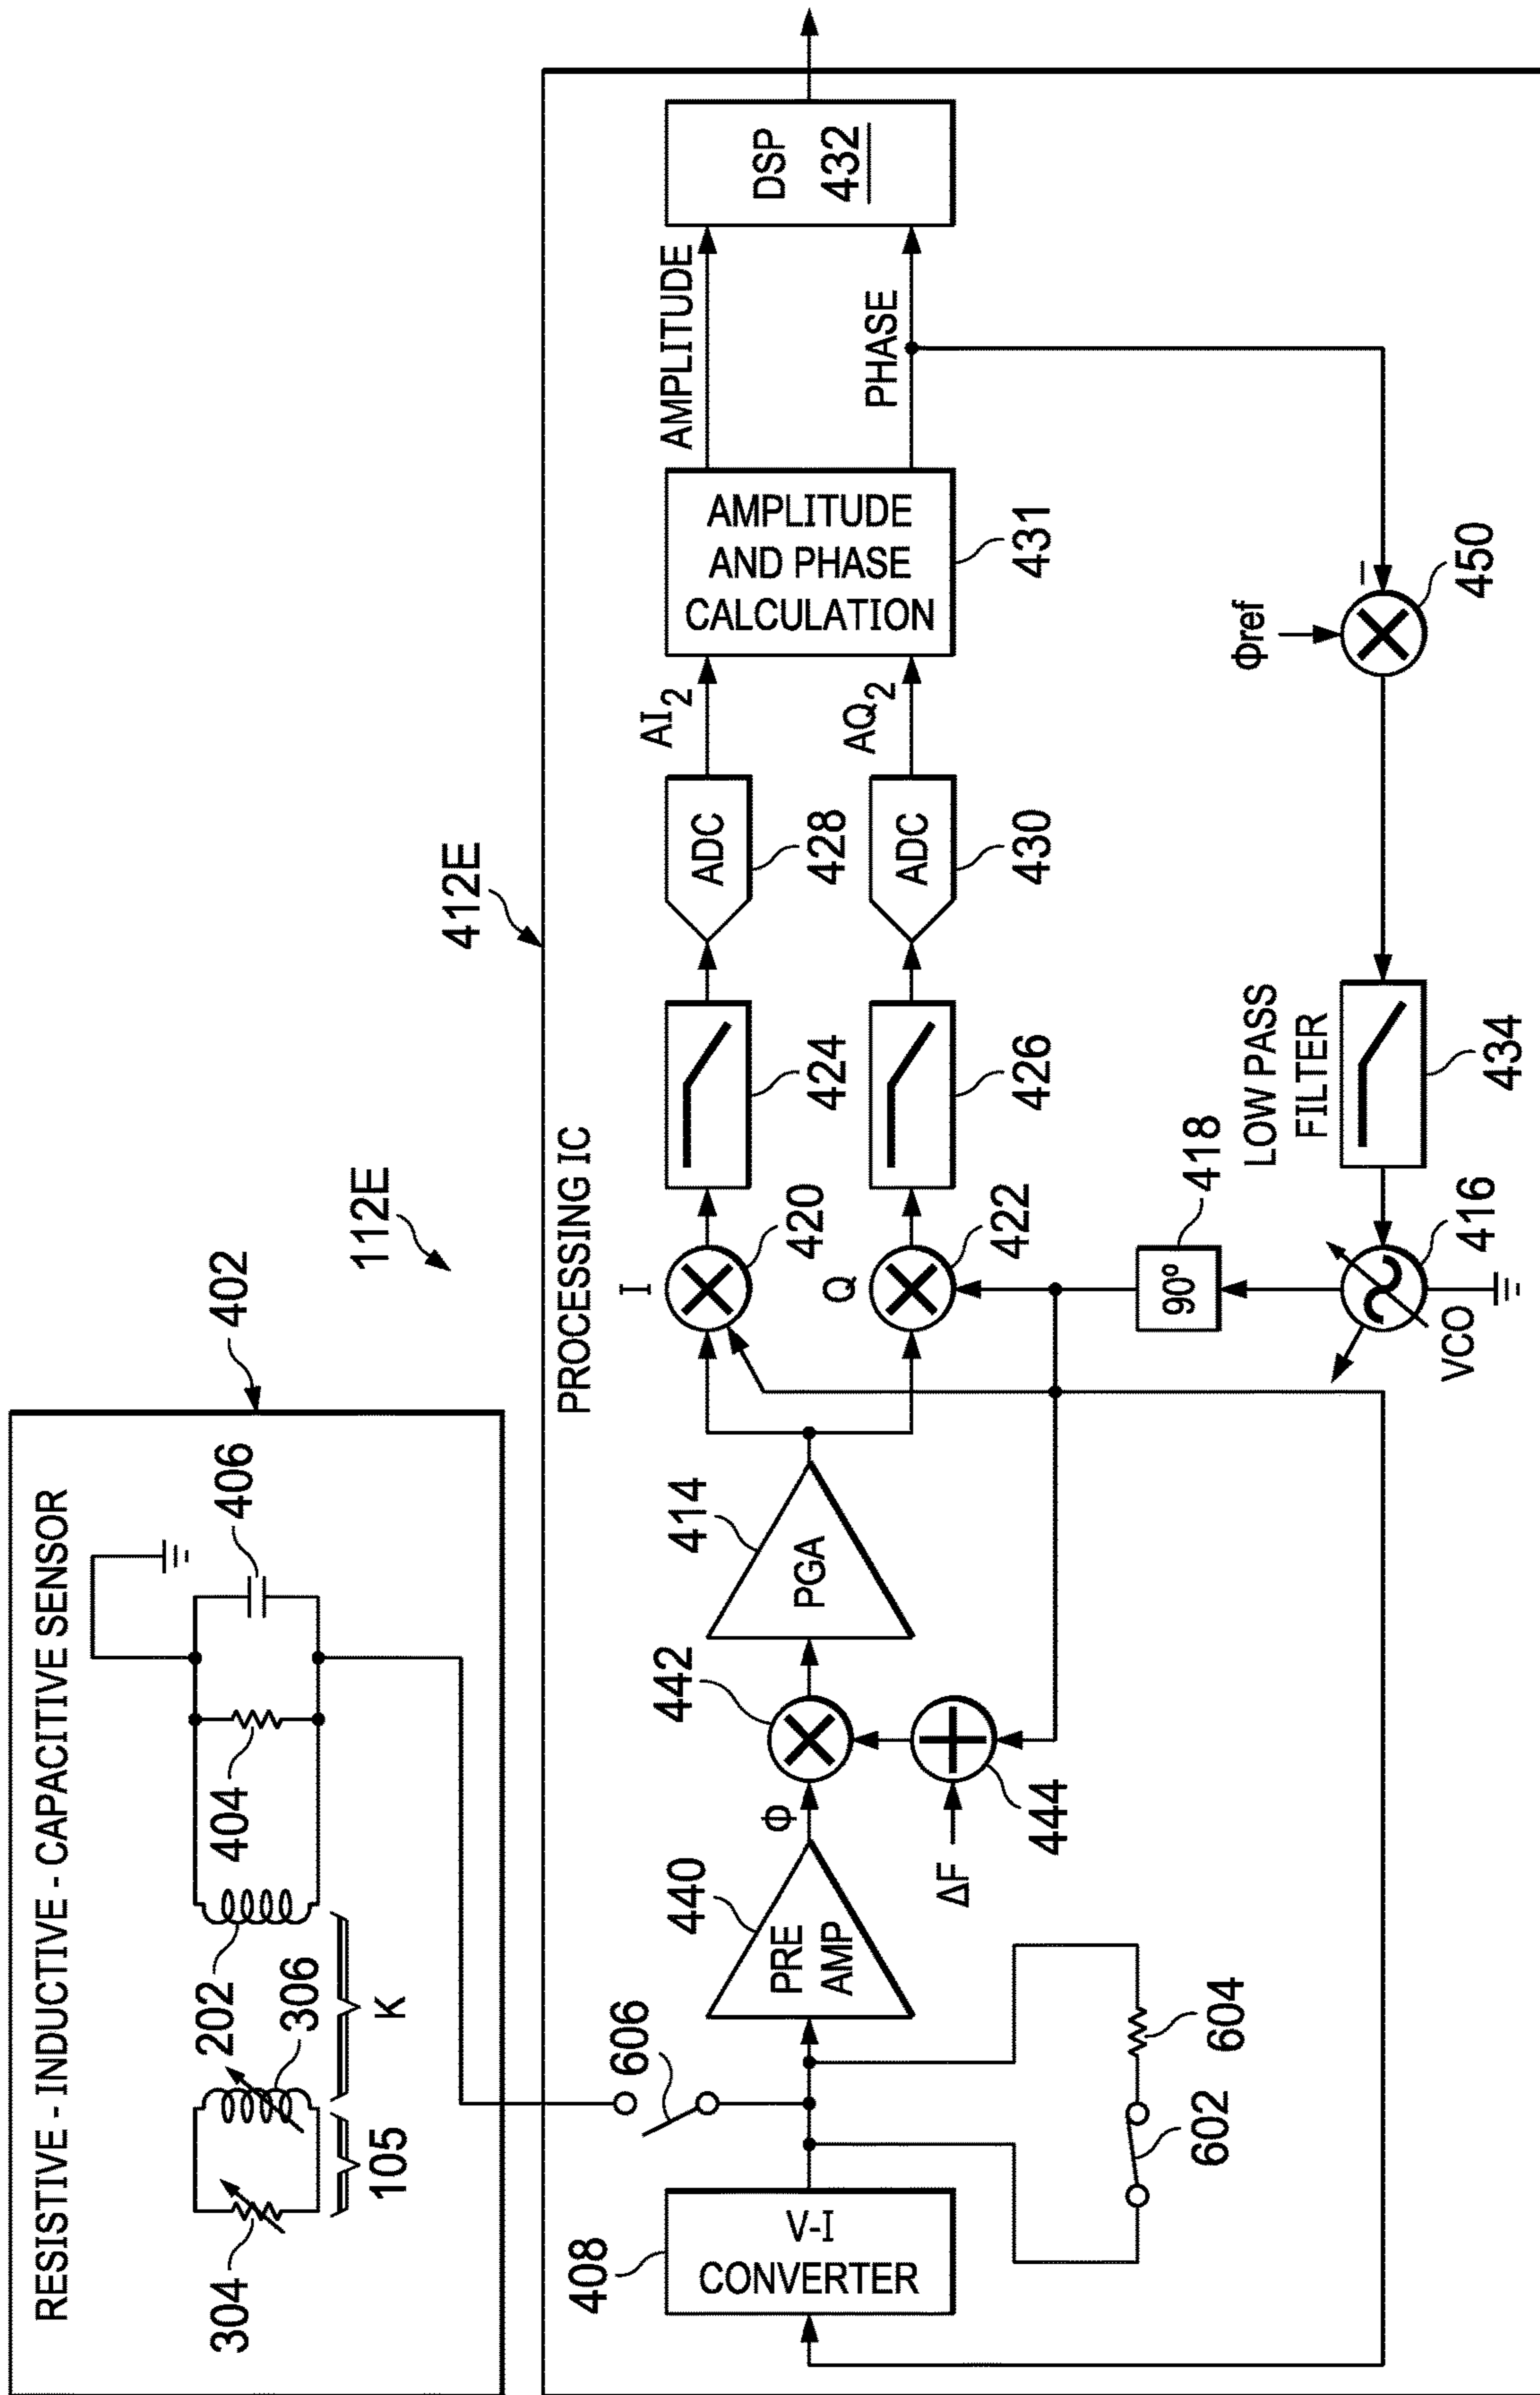 RESISTIVE - INDUCTIVE - CAPACITIVE SENSOR
402
304
105
306
202
K
404
406
112E
412E
PROCESSING IC
408
V-I
CONVERTER
606
602
604
PRE
AMP
440
Φ
442
ΔF
444
PGA
414
I
420
Q
422
424
426
ADC
428
ADC
430
AI2
AQ2
AMPLITUDE
AND PHASE
CALCULATION
431
AMPLITUDE
PHASE
DSP
432
90°
418
VCO
416
LOW PASS
FILTER
434
Φref
–
450